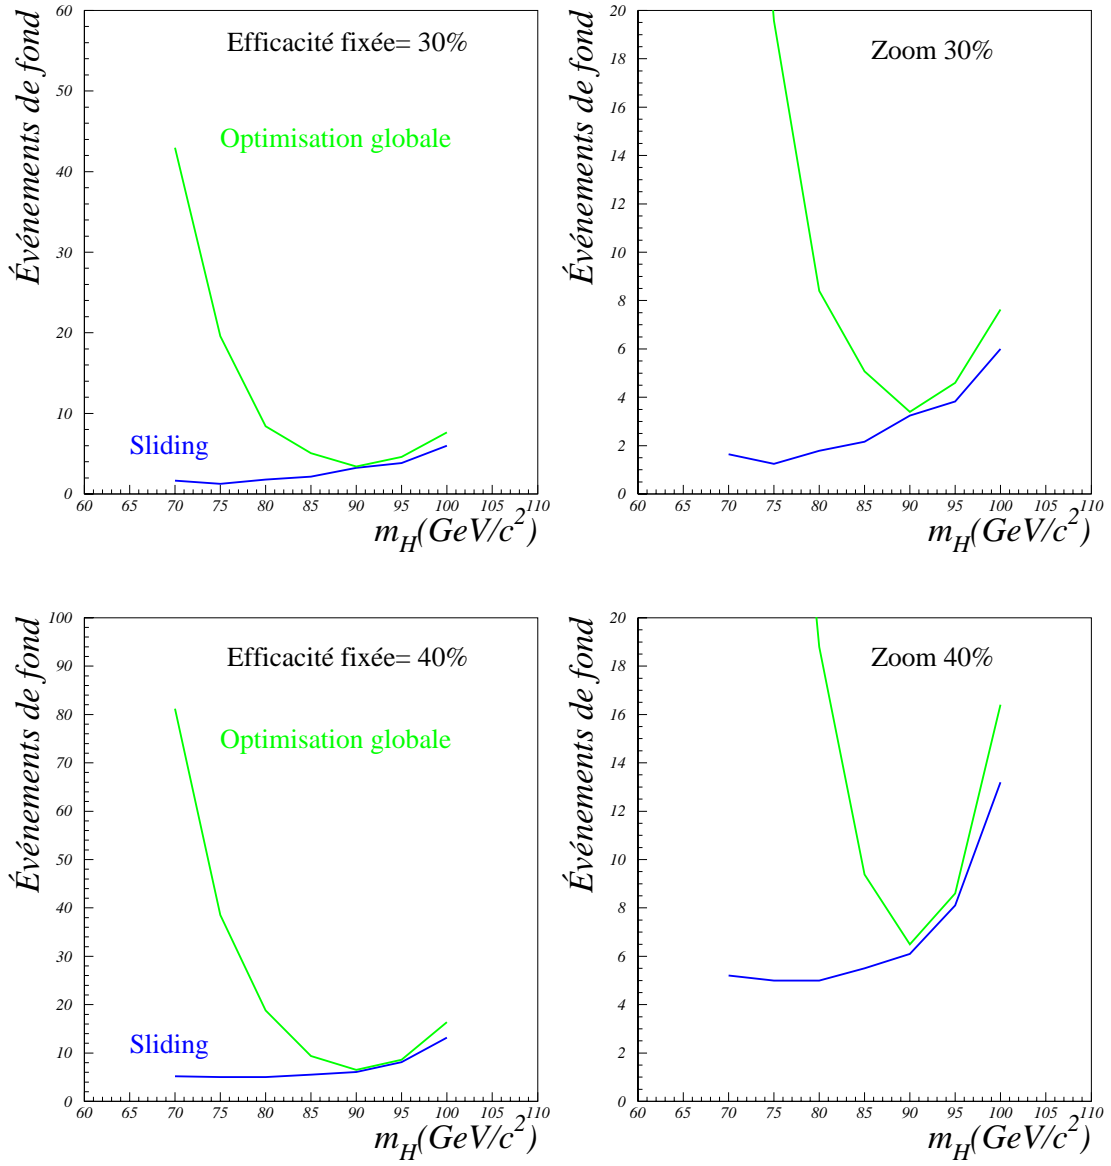 Événements de fond
60
50
40
30
20
10
0
Efficacité fixée= 30%
Optimisation globale
Sliding
60 65 70 75 80 85 90 95 100 105 110
m_H(GeV/c²)
Événements de fond
20
18
16
14
12
10
8
6
4
2
0
Zoom 30%
60 65 70 75 80 85 90 95 100 105 110
m_H(GeV/c²)
Événements de fond
100
90
80
70
60
50
40
30
20
10
0
Efficacité fixée= 40%
Optimisation globale
Sliding
60 65 70 75 80 85 90 95 100 105 110
m_H(GeV/c²)
Événements de fond
20
18
16
14
12
10
8
6
4
2
0
Zoom 40%
60 65 70 75 80 85 90 95 100 105 110
m_H(GeV/c²)